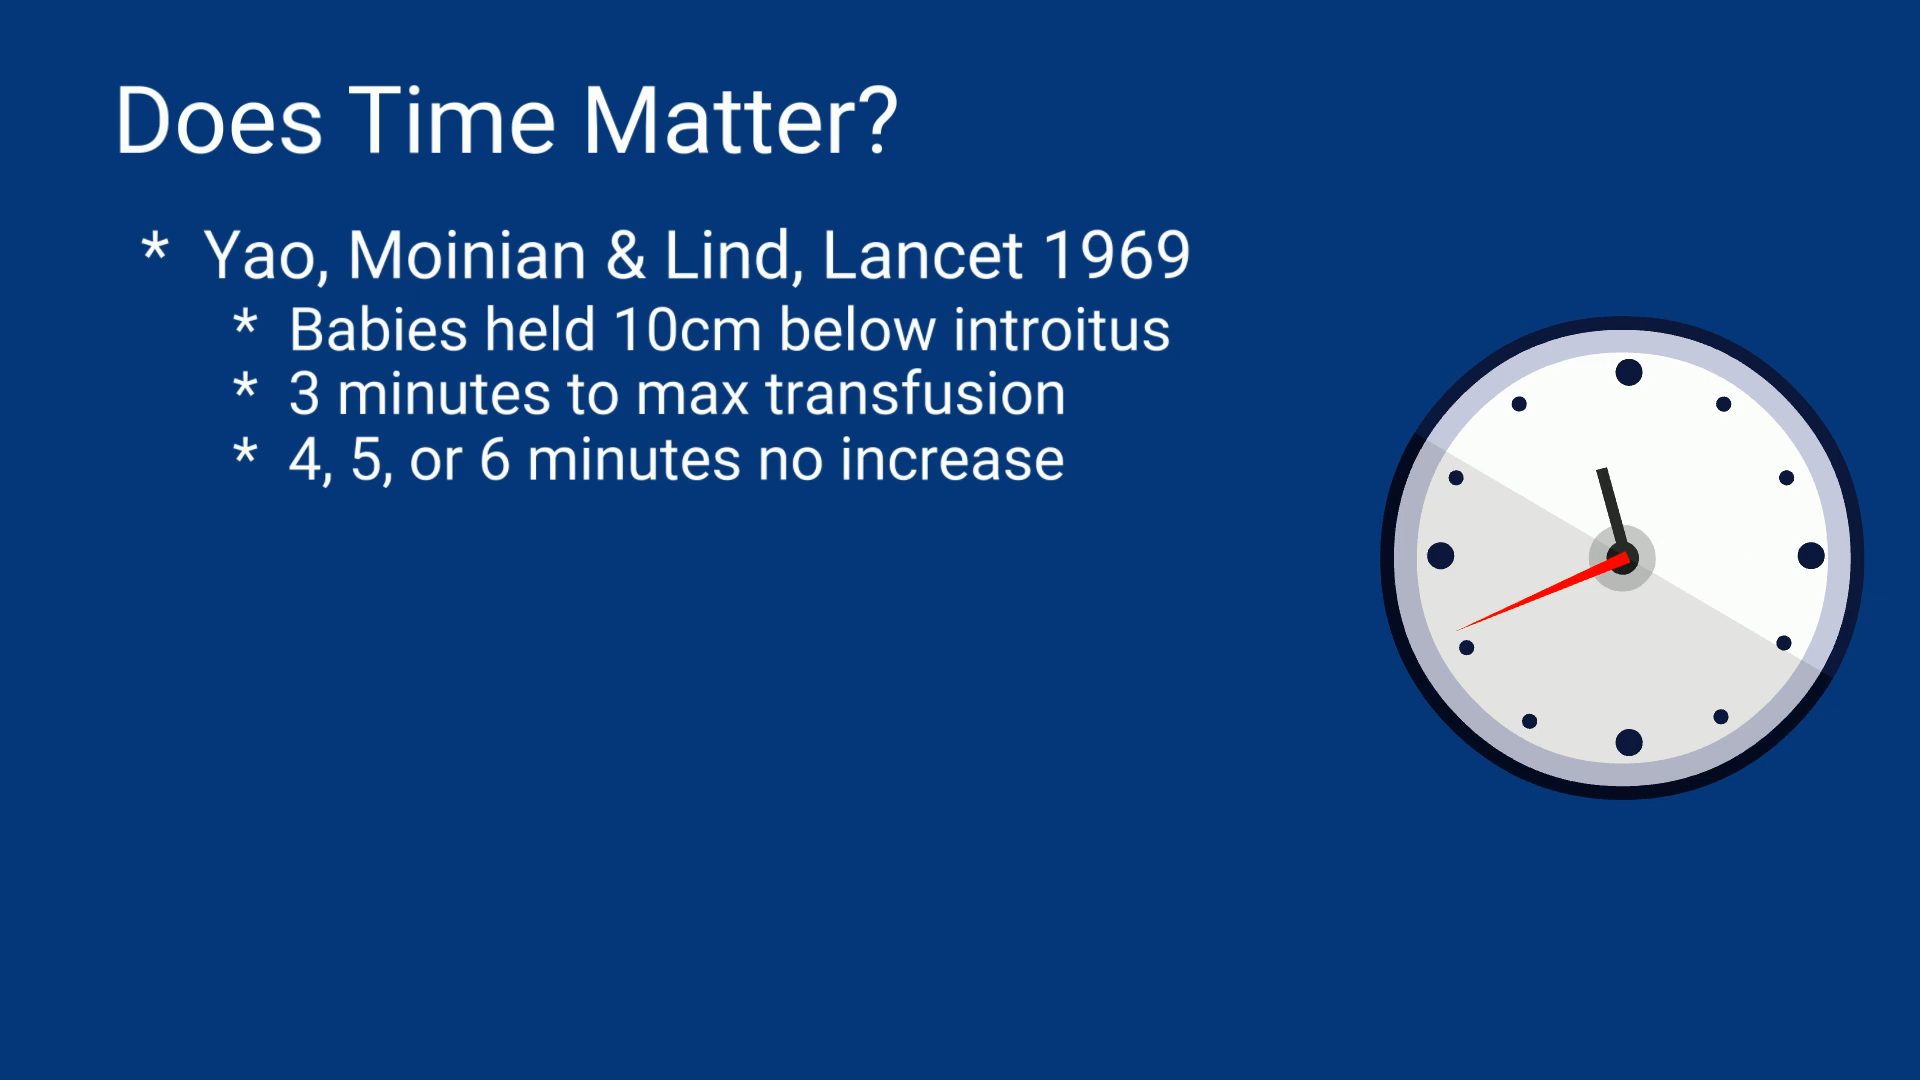 Does Time Matter?
* Yao, Moinian & Lind, Lancet 1969
* Babies held 10cm below introitus
* 3 minutes to max transfusion
* 4, 5, or 6 minutes no increase